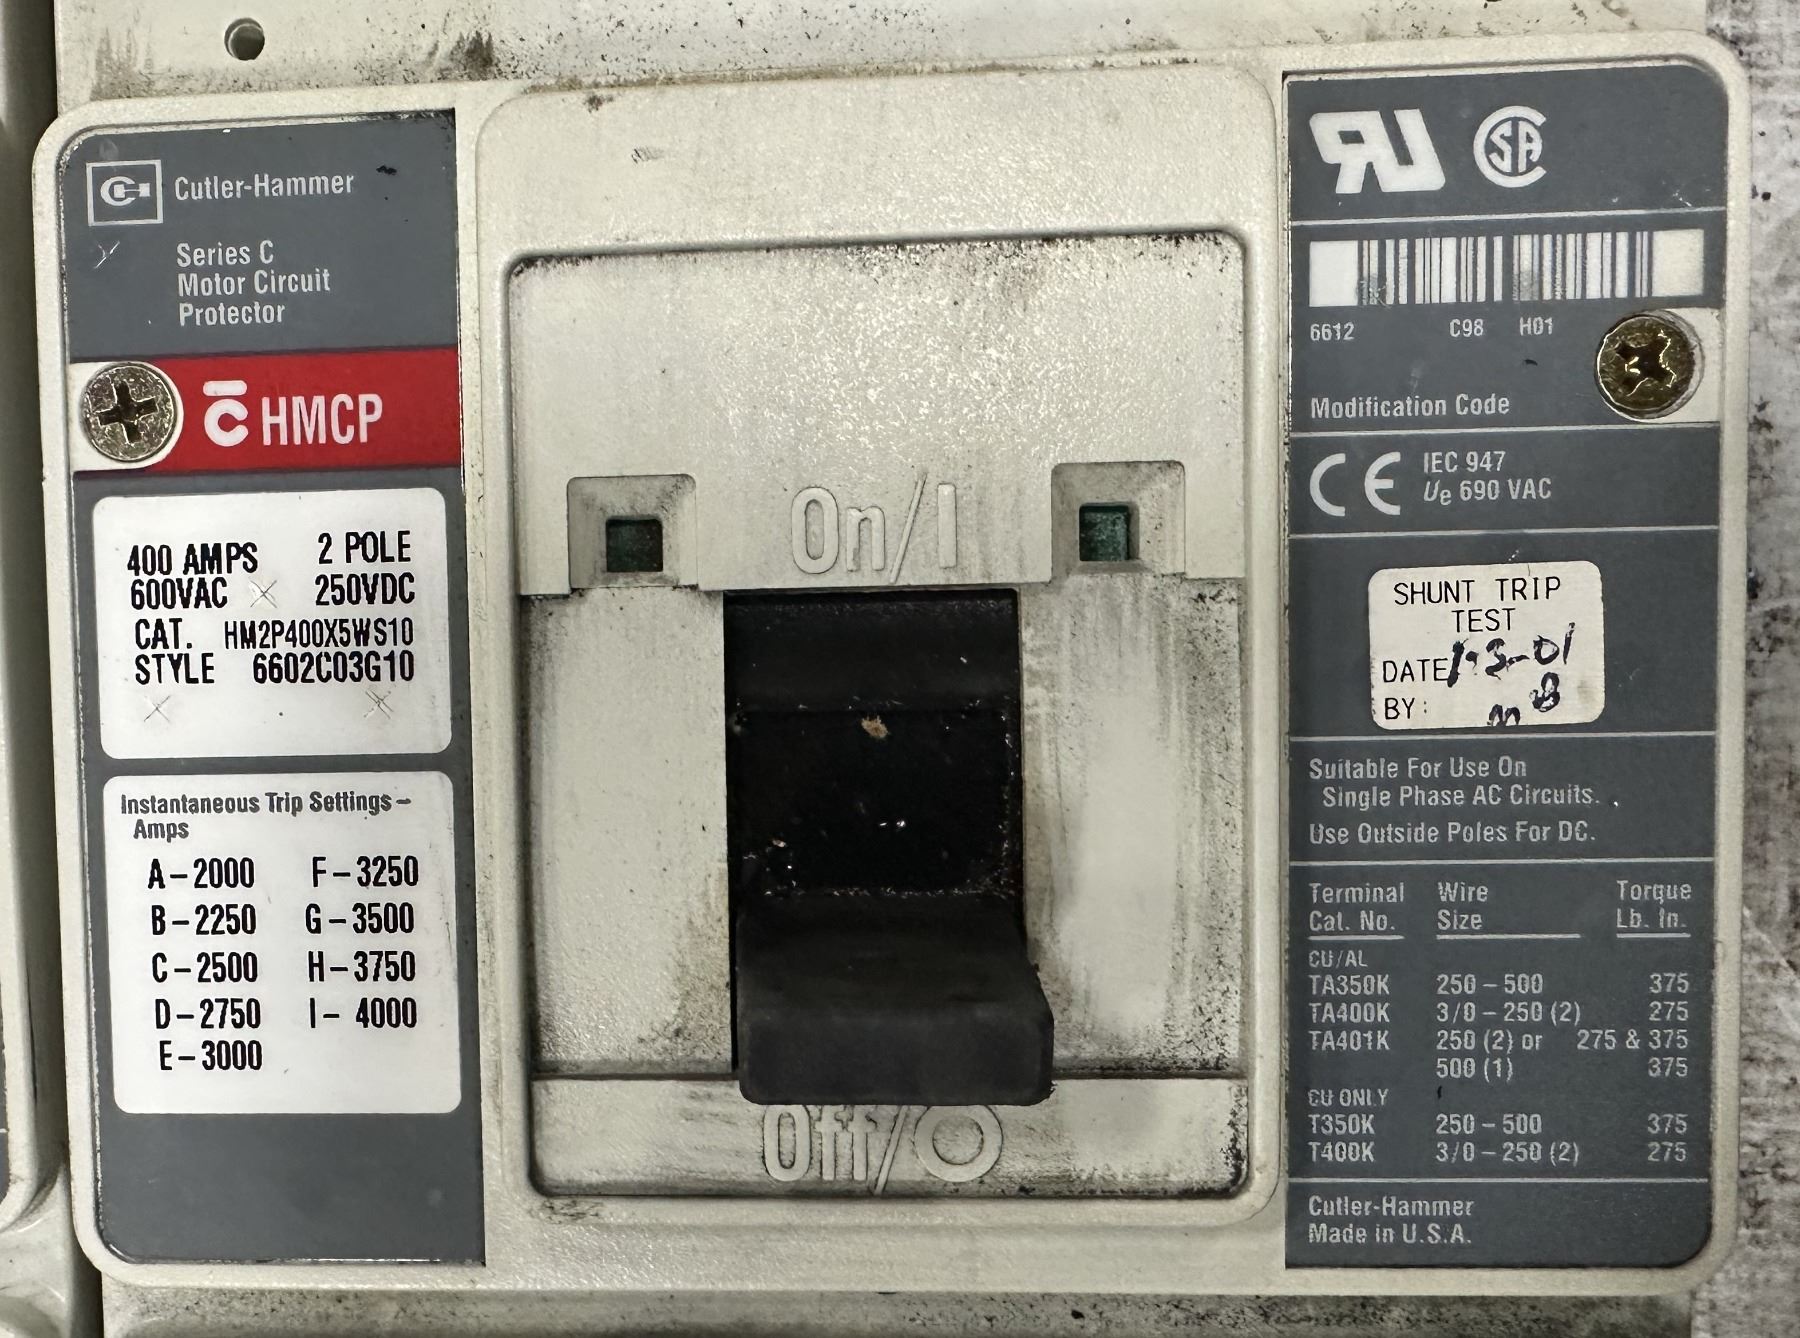 Cutler-Hammer
Series C
Motor Circuit
Protector
C HMCP
400 AMPS 2 POLE
600VAC 250VDC
CAT. HM2P400X5WS10
STYLE 6602C03G10
Instantaneous Trip Settings –
Amps
A – 2000 F – 3250
B – 2250 G – 3500
C – 2500 H – 3750
D – 2750 I – 4000
E – 3000
On/I
Off/O
UR SA
6612 C98 H01
Modification Code
CE IEC 947
Ue 690 VAC
SHUNT TRIP
TEST
DATE
BY:
Suitable For Use On
Single Phase AC Circuits.
Use Outside Poles For DC.
Terminal Wire Torque
Cat. No. Size Lb. In.
CU/AL
TA350K 250 – 500 375
TA400K 3/0 – 250 (2) 275
TA401K 250 (2) or 275 & 375
500 (1) 375
CU ONLY
T350K 250 – 500 375
T400K 3/0 – 250 (2) 275
Cutler-Hammer
Made in U.S.A.